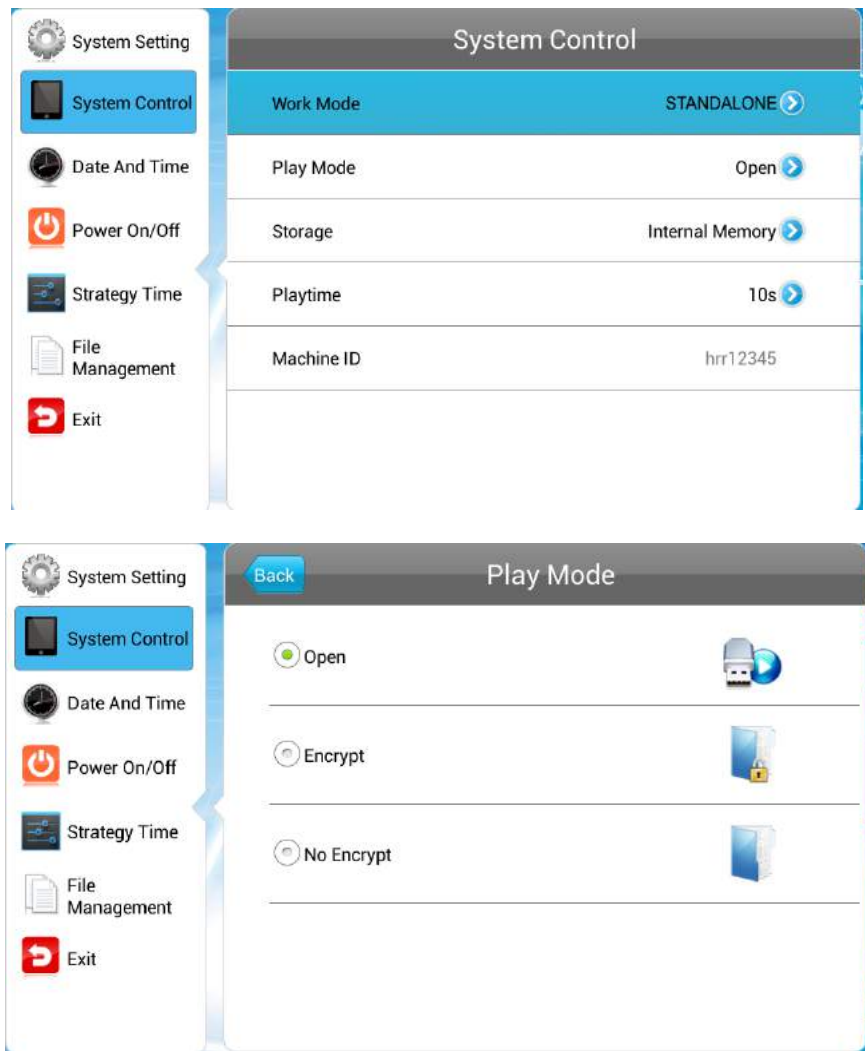 System Setting
System Control
Date And Time
Power On/Off
Strategy Time
File
Management
Exit
System Control
Work Mode STANDALONE
Play Mode Open
Storage Internal Memory
Playtime 10s
Machine ID hrr12345
System Setting
System Control
Date And Time
Power On/Off
Strategy Time
File
Management
Exit
Back Play Mode
Open
Encrypt
No Encrypt